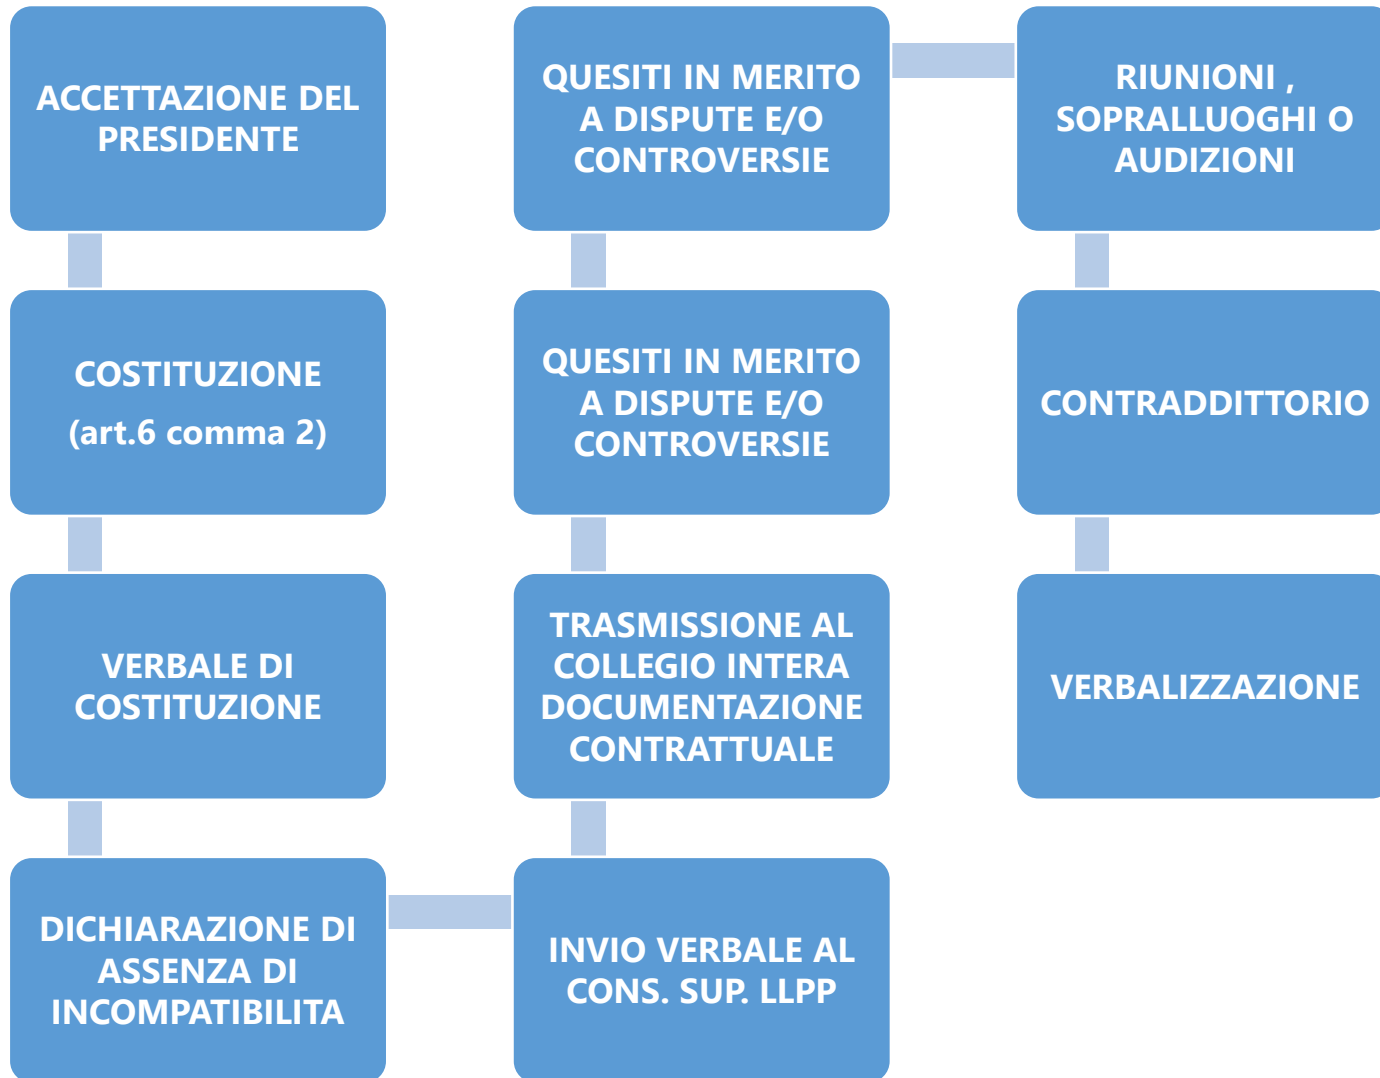 ACCETTAZIONE DEL
PRESIDENTE
COSTITUZIONE
(art.6 comma 2)
VERBALE DI
COSTITUZIONE
DICHIARAZIONE DI
ASSENZA DI
INCOMPATIBILITA
INVIO VERBALE AL
CONS. SUP. LLPP
TRASMISSIONE AL
COLLEGIO INTERA
DOCUMENTAZIONE
CONTRATTUALE
QUESITI IN MERITO
A DISPUTE E/O
CONTROVERSIE
QUESITI IN MERITO
A DISPUTE E/O
CONTROVERSIE
RIUNIONI ,
SOPRALLUOGHI O
AUDIZIONI
CONTRADDITTORIO
VERBALIZZAZIONE